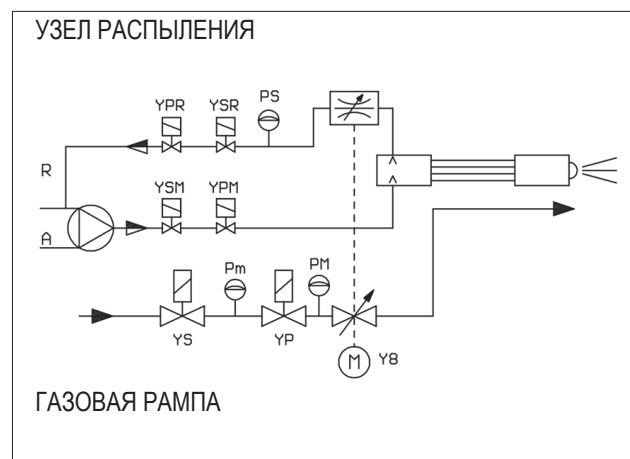 УЗЕЛ РАСПЫЛЕНИЯ
YPR YSR PS
R
YSM YPM
A
Pm PM
YS YP
M Y8
ГАЗОВАЯ РАМПА